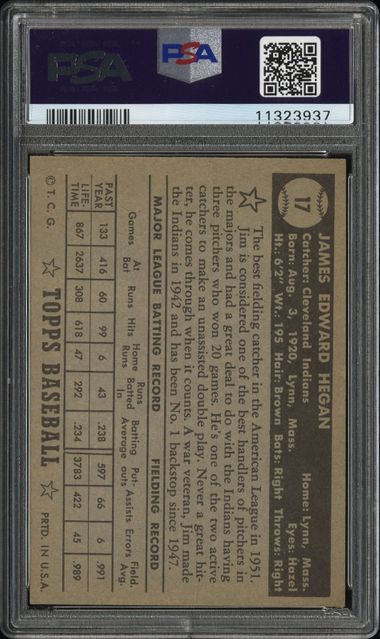 PSA
PSA
11323937
17
JAMES EDWARD HEGAN
Catcher: Cleveland Indians Home: Lynn, Mass.
Born: Aug. 3, 1920, Lynn, Mass. Eyes: Hazel
Ht.: 6'2" Wt.: 195 Hair: Brown Bats: Right Throws: Right
The best fielding catcher in the American League in 1951.
Jim is considered one of the best handlers of pitchers in
the majors and had a great deal to do with the Indians having
three pitchers who won 20 games. He's one of the two active
catchers to make an unassisted double play. Never a great hit-
ter, he comes through when it counts. A war veteran, Jim made
the Indians in 1942 and has been No. 1 backstop since 1947.
MAJOR LEAGUE BATTING RECORD FIELDING RECORD
Games At Bat Runs Hits Home Runs Runs Batted In Batting Average Put-outs Assists Errors Field. Avg.
PAST YEAR 133 416 60 99 6 43 .238 597 66 6 .991
LIFE-TIME 867 2637 308 618 47 292 .234 3783 422 45 .989
© T. C. G. TOPPS BASEBALL PRTD. IN U.S.A.